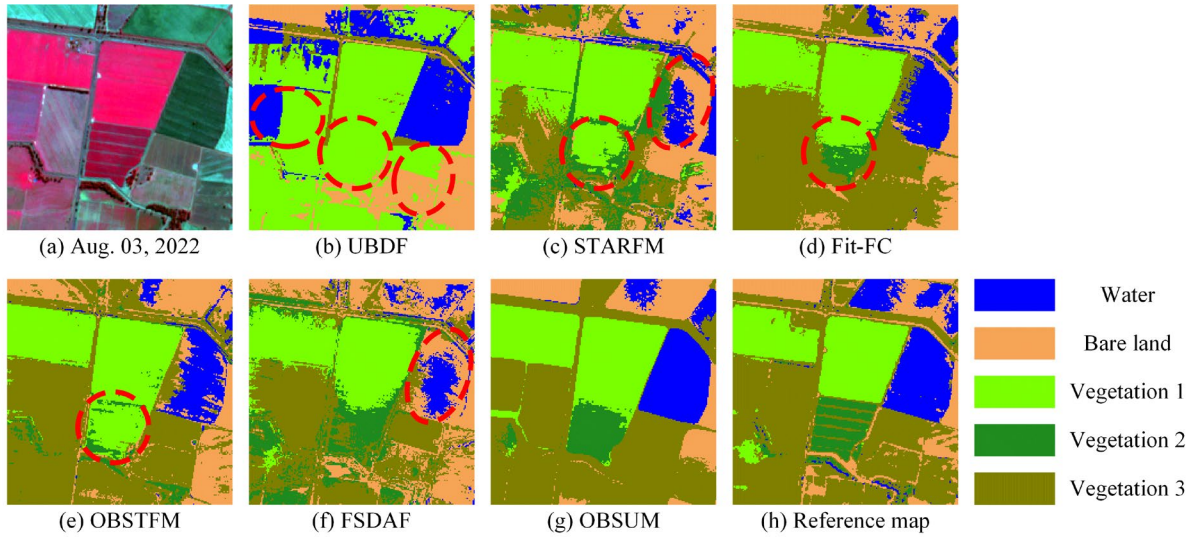 (a) Aug. 03, 2022
(b) UBDF
(c) STARFM
(d) Fit-FC
Water
Bare land
Vegetation 1
Vegetation 2
Vegetation 3
(e) OBSTFM
(f) FSDAF
(g) OBSUM
(h) Reference map